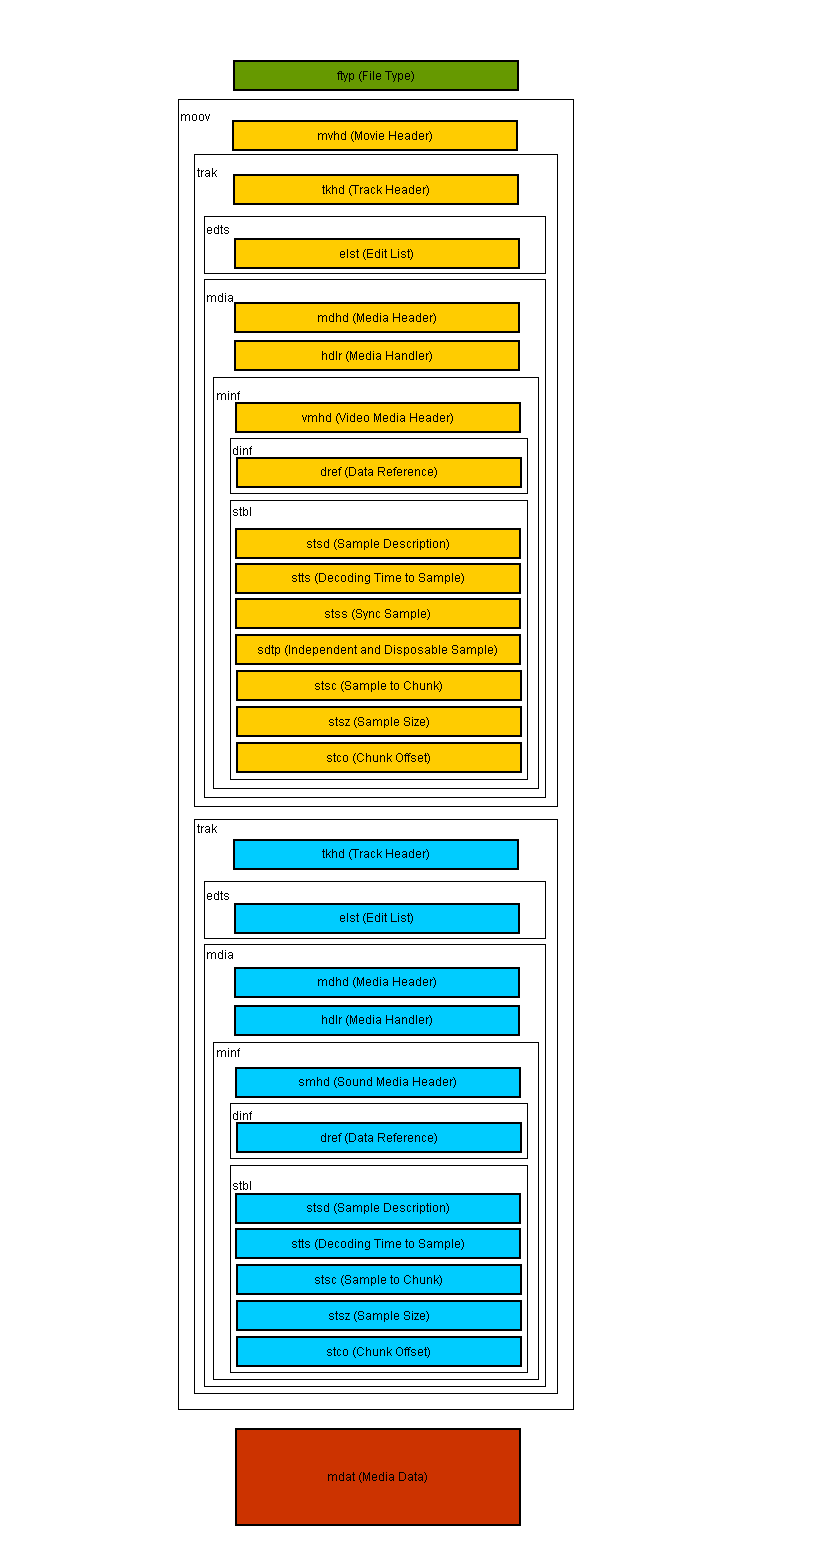 ftyp (File Type)
moov
mvhd (Movie Header)
trak
tkhd (Track Header)
edts
elst (Edit List)
mdia
mdhd (Media Header)
hdlr (Media Handler)
minf
vmhd (Video Media Header)
dinf
dref (Data Reference)
stbl
stsd (Sample Description)
stts (Decoding Time to Sample)
stss (Sync Sample)
sdtp (Independent and Disposable Sample)
stsc (Sample to Chunk)
stsz (Sample Size)
stco (Chunk Offset)
trak
tkhd (Track Header)
edts
elst (Edit List)
mdia
mdhd (Media Header)
hdlr (Media Handler)
minf
smhd (Sound Media Header)
dinf
dref (Data Reference)
stbl
stsd (Sample Description)
stts (Decoding Time to Sample)
stsc (Sample to Chunk)
stsz (Sample Size)
stco (Chunk Offset)
mdat (Media Data)